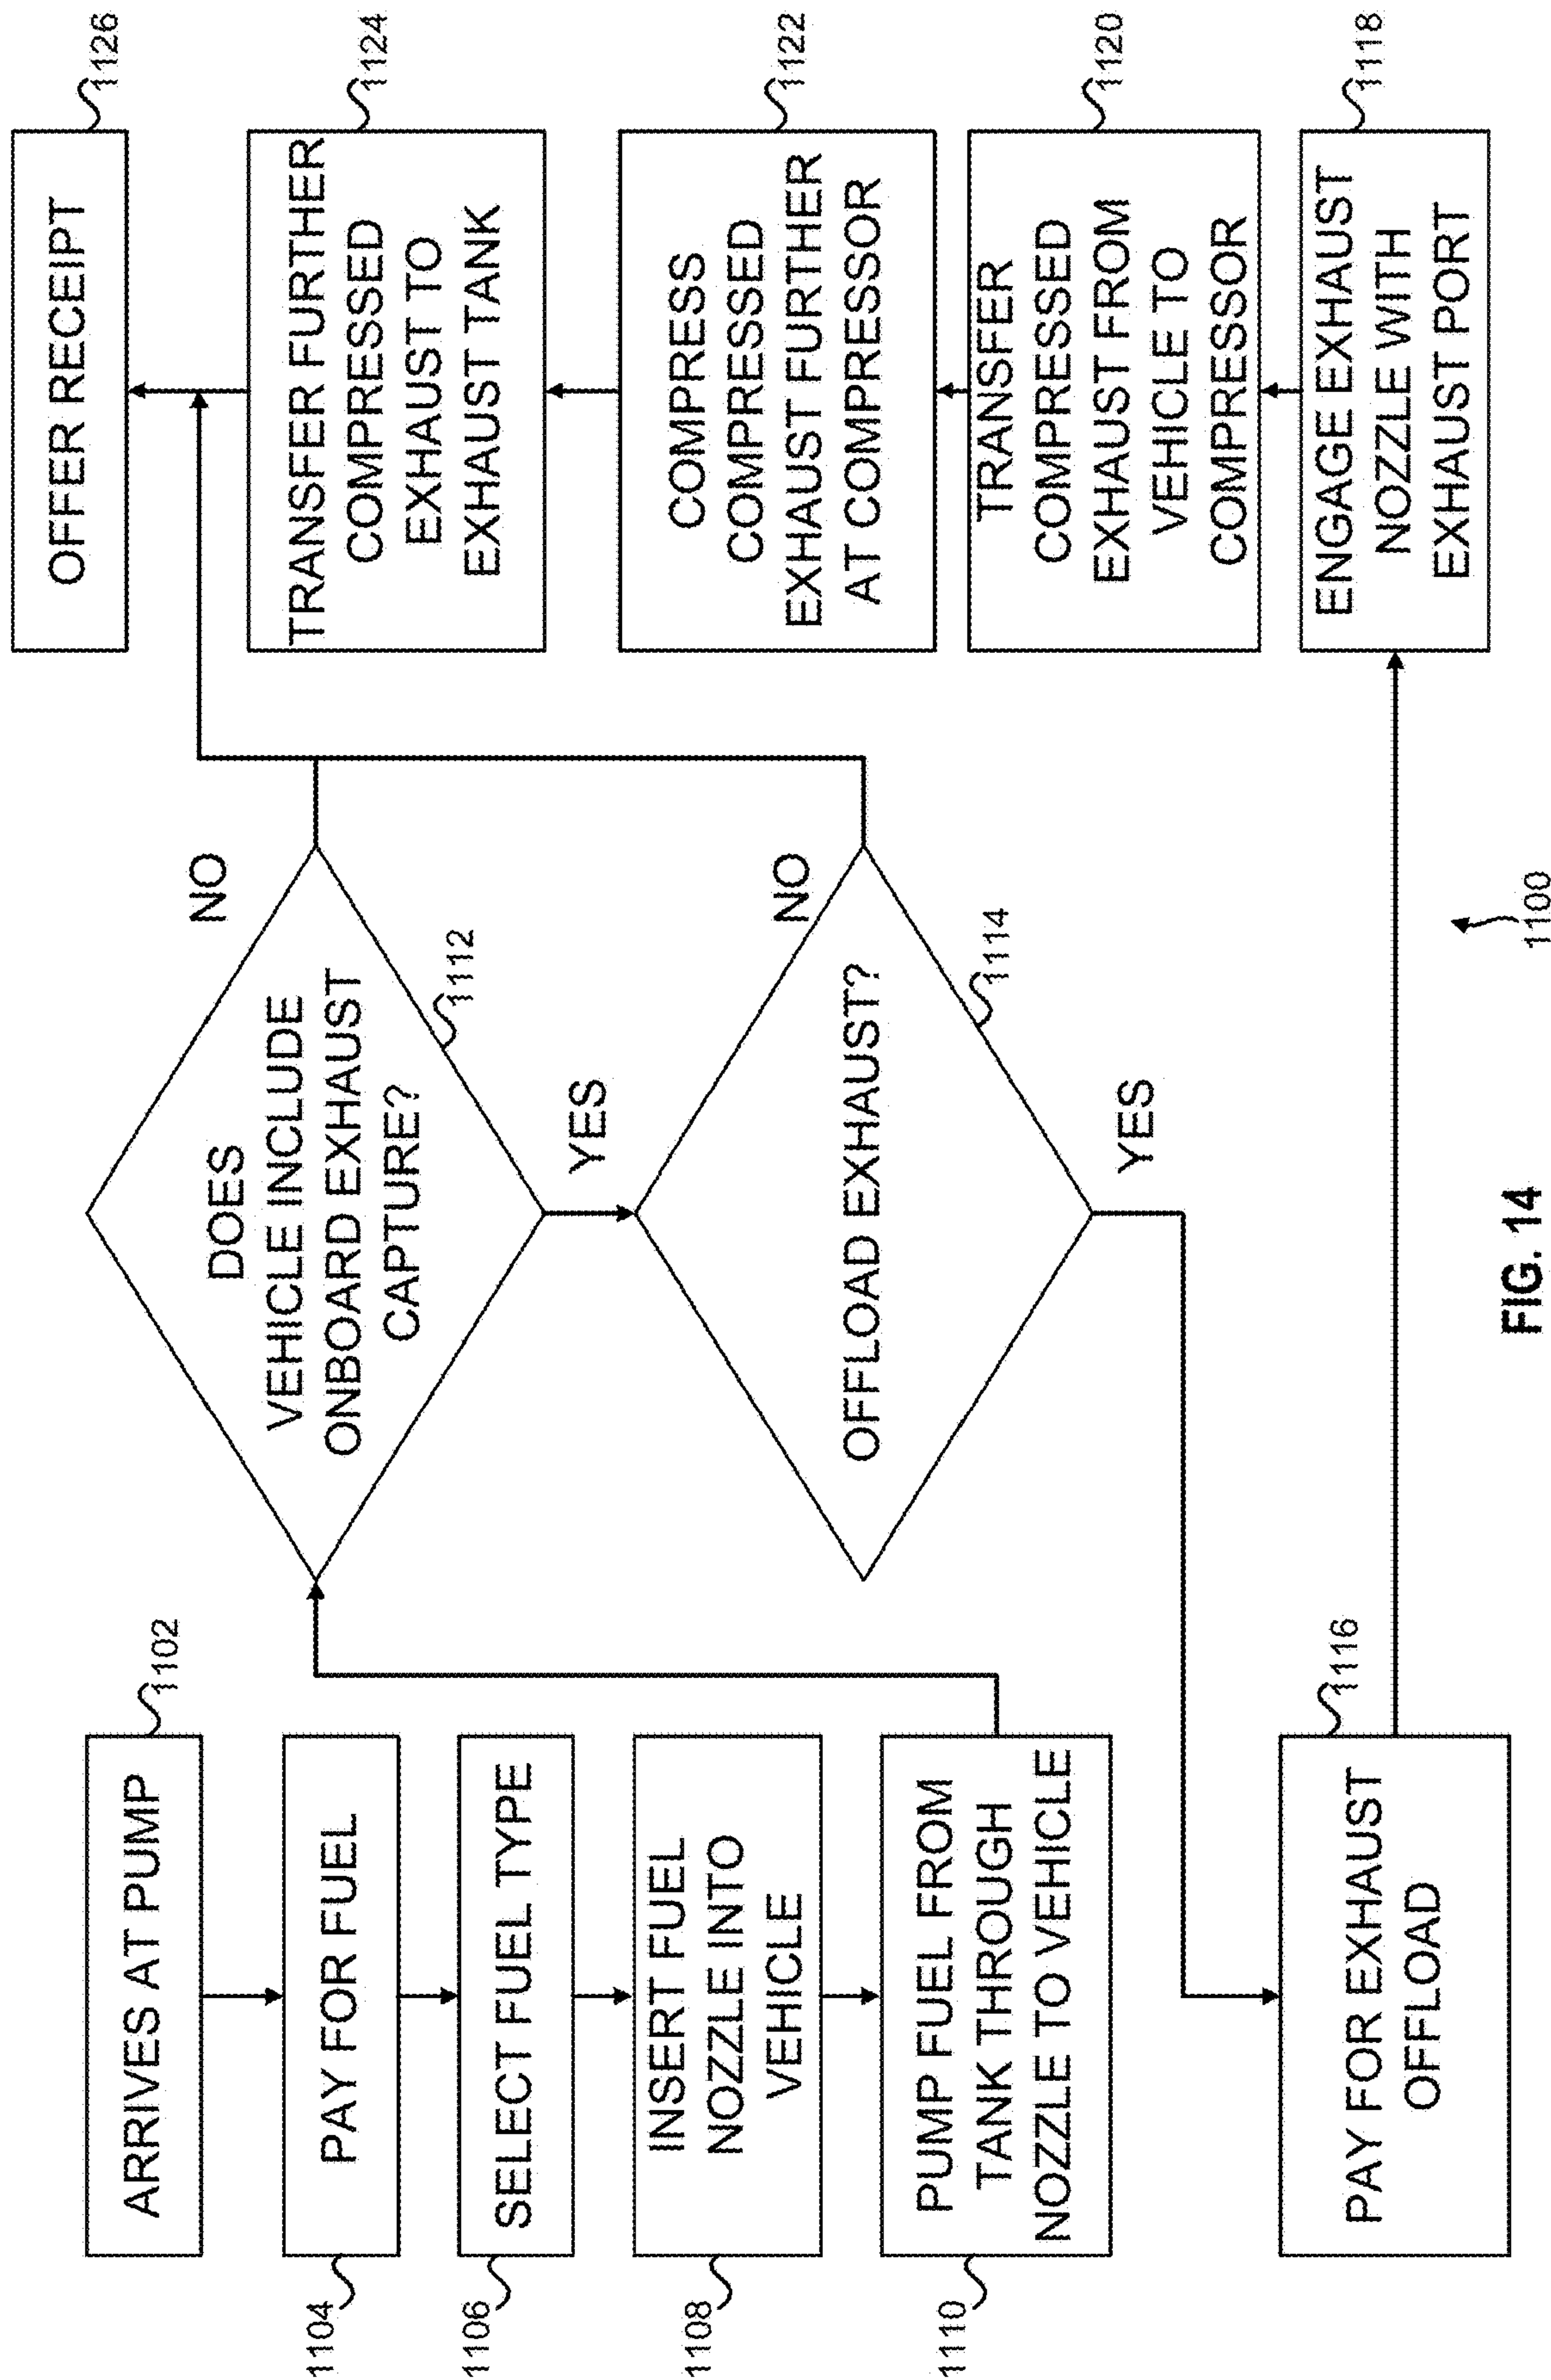 ARRIVES AT PUMP
1102
PAY FOR FUEL
1104
SELECT FUEL TYPE
1106
INSERT FUEL
NOZZLE INTO
VEHICLE
1108
PUMP FUEL FROM
TANK THROUGH
NOZZLE TO VEHICLE
1110
DOES
VEHICLE INCLUDE
ONBOARD EXHAUST
CAPTURE?
1112
NO
YES
OFFLOAD EXHAUST?
1114
NO
YES
PAY FOR EXHAUST
OFFLOAD
1116
ENGAGE EXHAUST
NOZZLE WITH
EXHAUST PORT
1118
TRANSFER
COMPRESSED
EXHAUST FROM
VEHICLE TO
COMPRESSOR
1120
COMPRESS
COMPRESSED
EXHAUST FURTHER
AT COMPRESSOR
1122
TRANSFER FURTHER
COMPRESSED
EXHAUST TO
EXHAUST TANK
1124
OFFER RECEIPT
1126
1100
FIG. 14